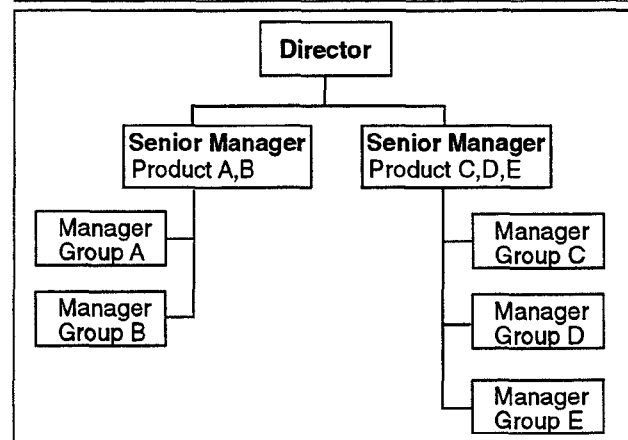 Director
Senior Manager
Product A,B
Senior Manager
Product C,D,E
Manager
Group A
Manager
Group B
Manager
Group C
Manager
Group D
Manager
Group E